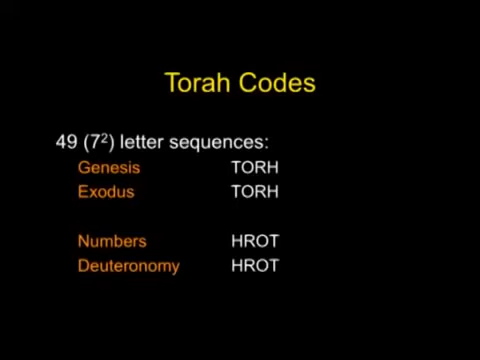 Torah Codes
49 (7²) letter sequences:
Genesis TORH
Exodus TORH
Numbers HROT
Deuteronomy HROT